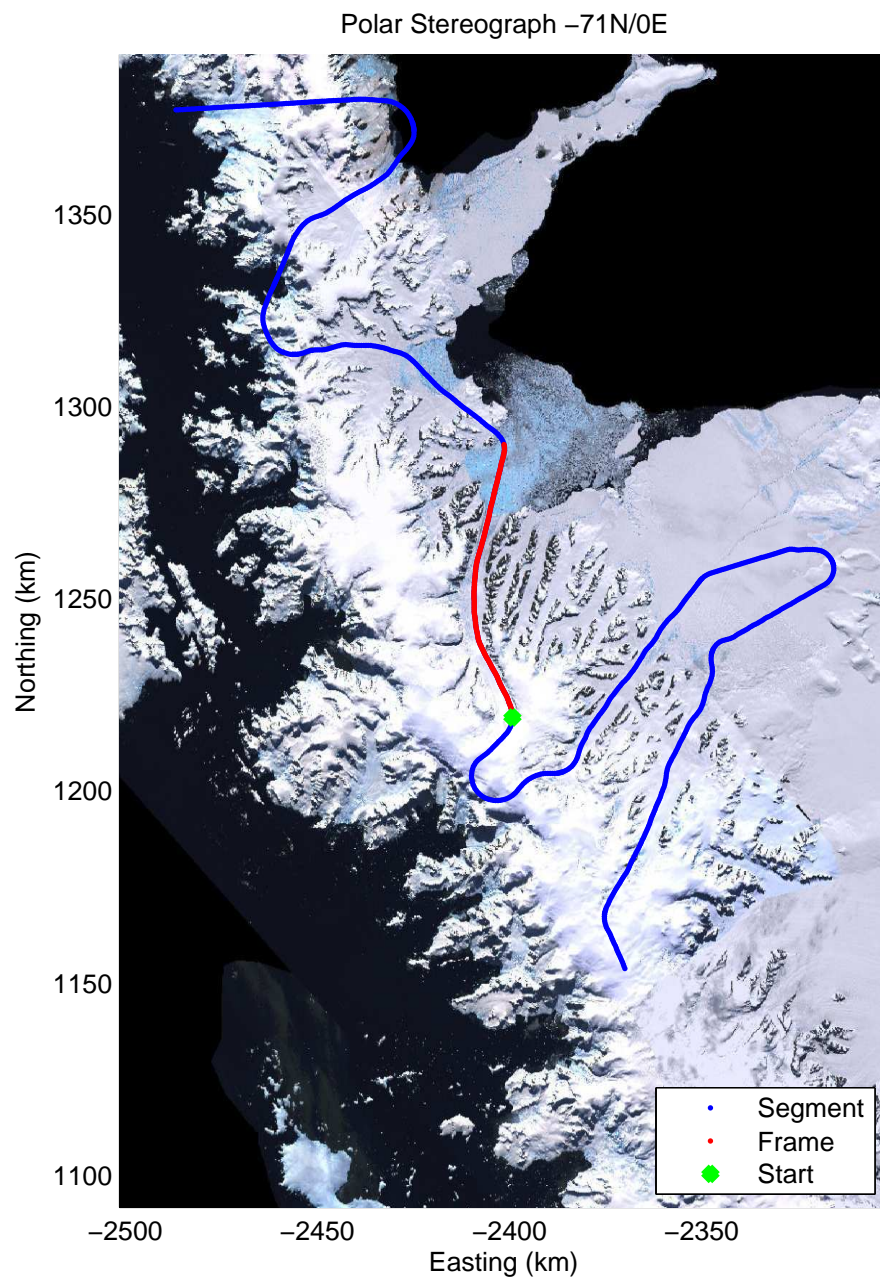 Polar Stereograph −71N/0E
1350
1300
1250
1200
1150
1100
Northing (km)
−2500
−2450
−2400
−2350
Easting (km)
Segment
Frame
Start